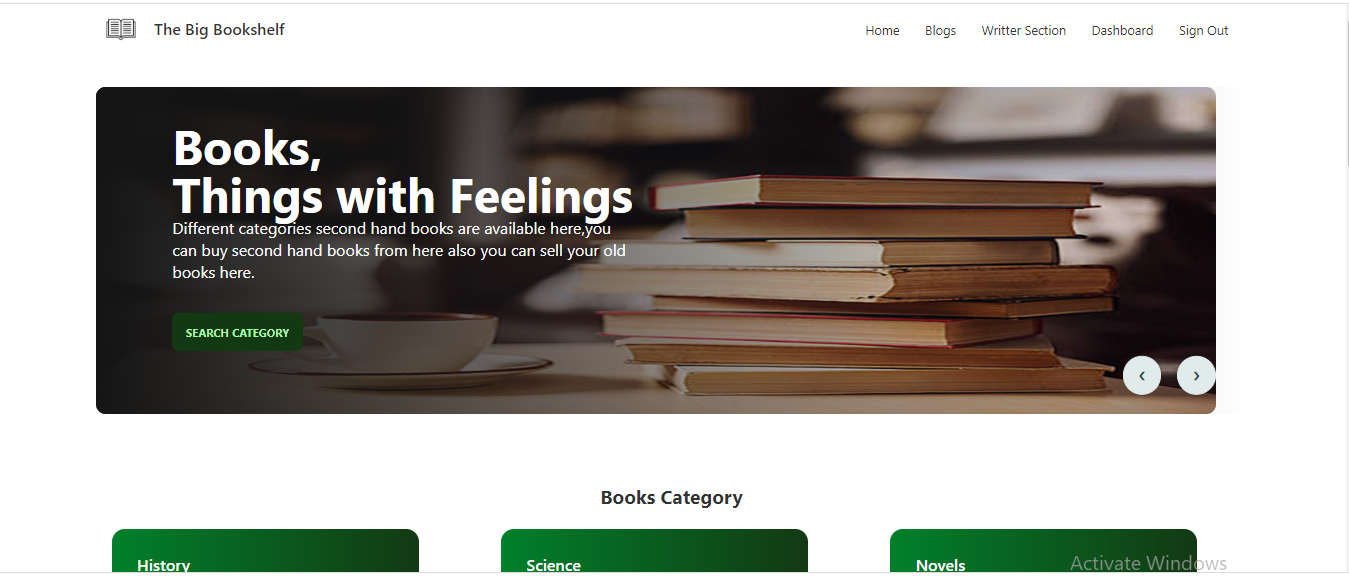 The Big Bookshelf
Home Blogs Writter Section Dashboard Sign Out
Books,
Things with Feelings
Different categories second hand books are available here,you
can buy second hand books from here also you can sell your old
books here.
SEARCH CATEGORY
‹ ›
Books Category
History Science Novels
Activate Windows